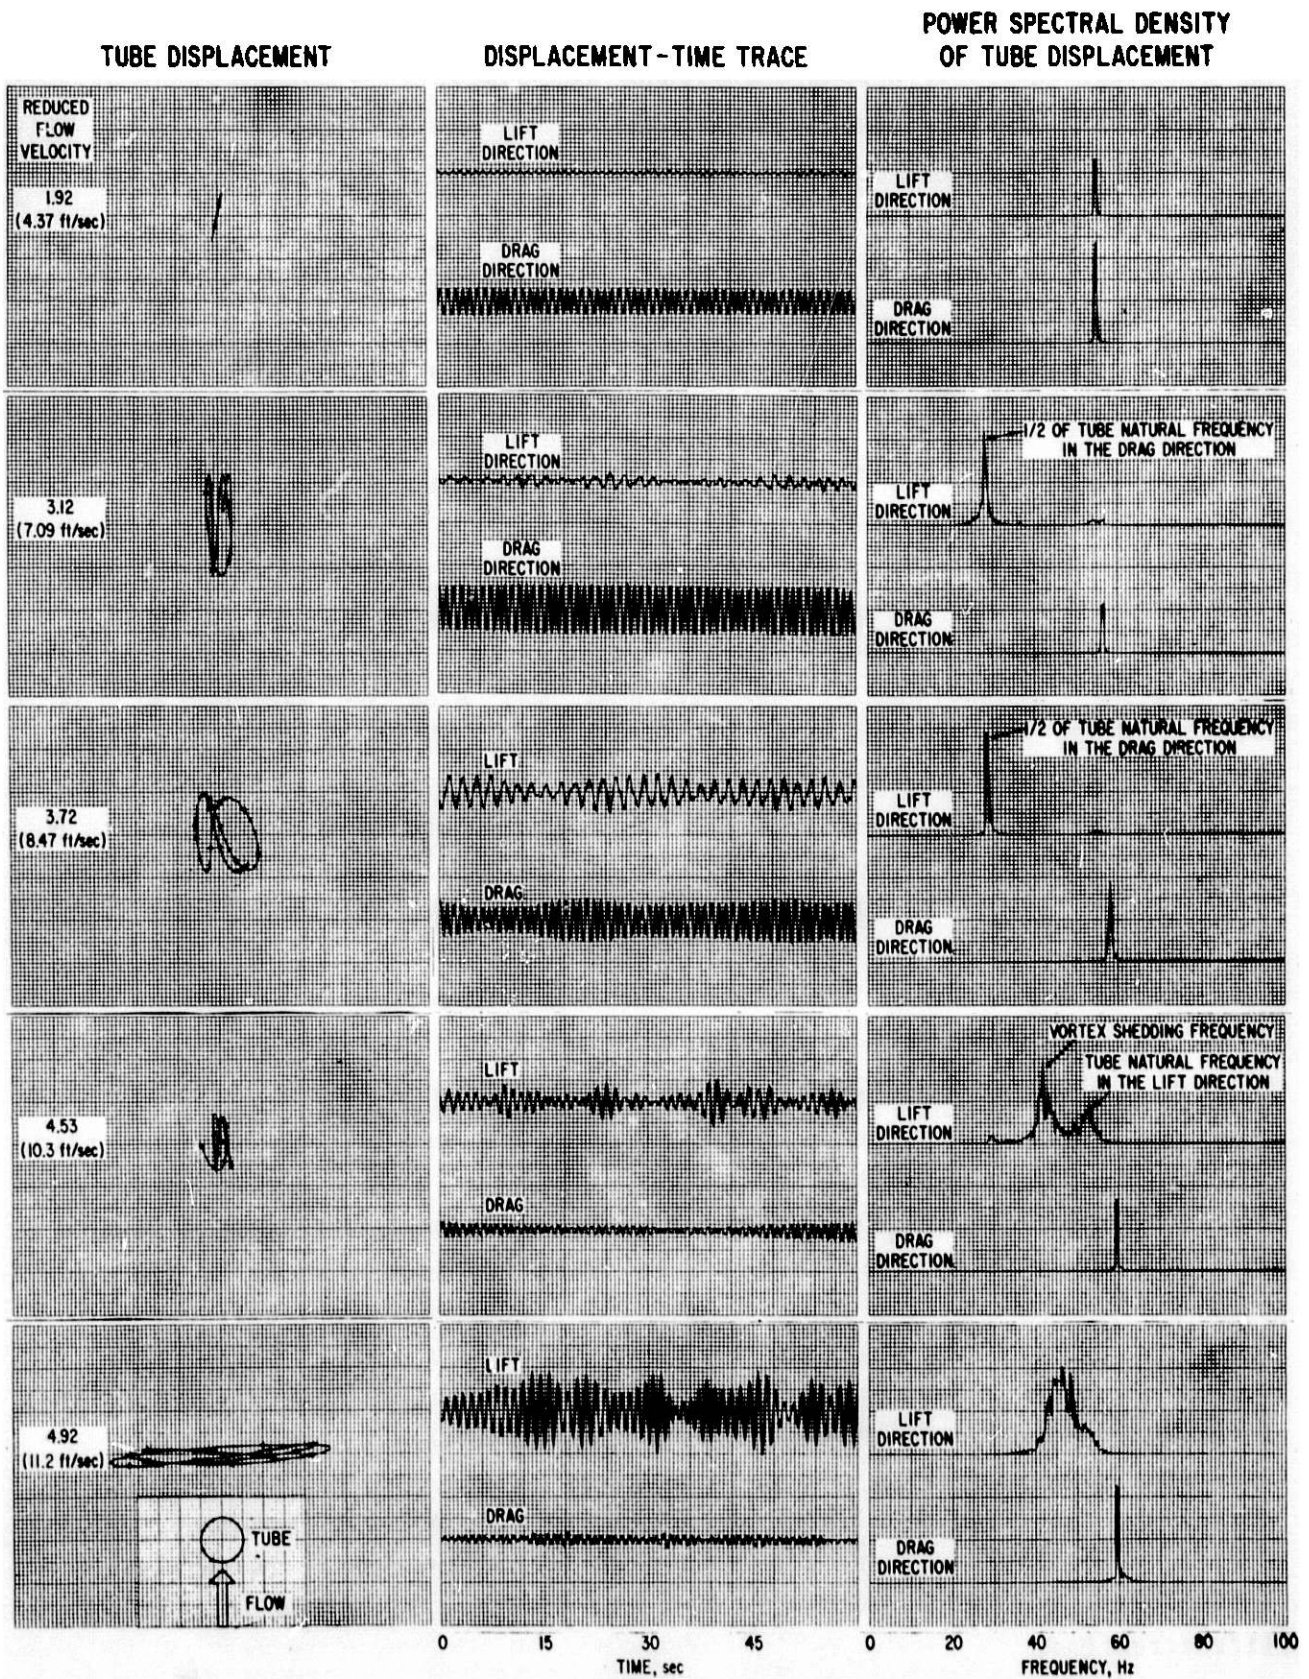 TUBE DISPLACEMENT
DISPLACEMENT-TIME TRACE
POWER SPECTRAL DENSITY
OF TUBE DISPLACEMENT
REDUCED
FLOW
VELOCITY
1.92
(4.37 ft/sec)
LIFT
DIRECTION
DRAG
DIRECTION
LIFT
DIRECTION
DRAG
DIRECTION
3.12
(7.09 ft/sec)
LIFT
DIRECTION
DRAG
DIRECTION
1/2 OF TUBE NATURAL FREQUENCY
IN THE DRAG DIRECTION
LIFT
DIRECTION
DRAG
DIRECTION
3.72
(8.47 ft/sec)
LIFT
DRAG
1/2 OF TUBE NATURAL FREQUENCY
IN THE DRAG DIRECTION
LIFT
DIRECTION
DRAG
DIRECTION
4.53
(10.3 ft/sec)
LIFT
DRAG
VORTEX SHEDDING FREQUENCY
TUBE NATURAL FREQUENCY
IN THE LIFT DIRECTION
LIFT
DIRECTION
DRAG
DIRECTION
4.92
(11.2 ft/sec)
TUBE
FLOW
LIFT
DRAG
LIFT
DIRECTION
DRAG
DIRECTION
0 15 30 45
TIME, sec
0 20 40 60 80 100
FREQUENCY, Hz